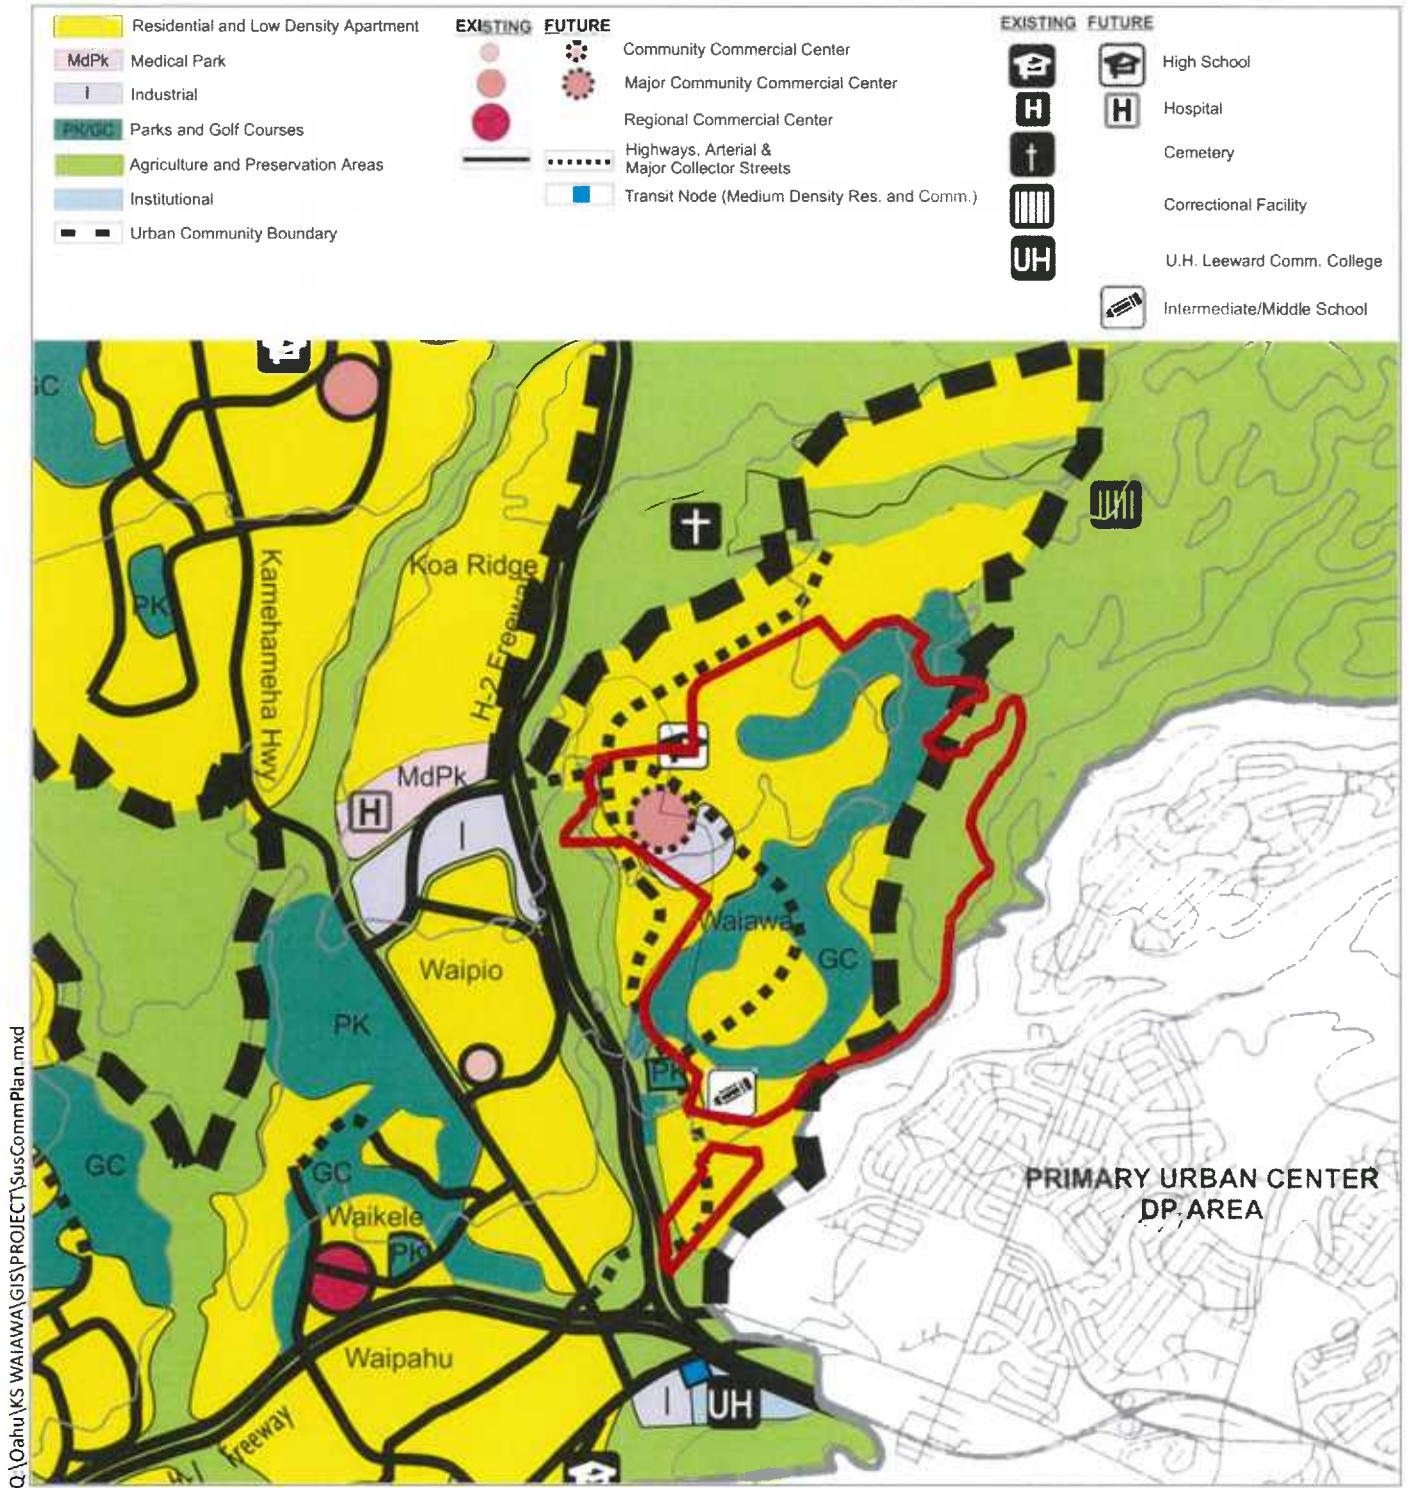 Residential and Low Density Apartment
MdPk Medical Park
I Industrial
PK/GC Parks and Golf Courses
Agriculture and Preservation Areas
Institutional
Urban Community Boundary
EXISTING FUTURE
Community Commercial Center
Major Community Commercial Center
Regional Commercial Center
Highways, Arterial &
Major Collector Streets
Transit Node (Medium Density Res. and Comm.)
EXISTING FUTURE
High School
H H Hospital
Cemetery
Correctional Facility
UH U.H. Leeward Comm. College
Intermediate/Middle School
GC
PK
Kamehameha Hwy
Koa Ridge
H-2 Freeway
MdPk
H
I
Waipio
PK
Waiawa
GC
PK
GC
GC
Waikele
PK
Waipahu
H-1 Freeway
I
UH
PRIMARY URBAN CENTER
DP AREA
Q:\Oahu\KS WAIAWA\GIS\PROJECT\SusCommPlan.mxd